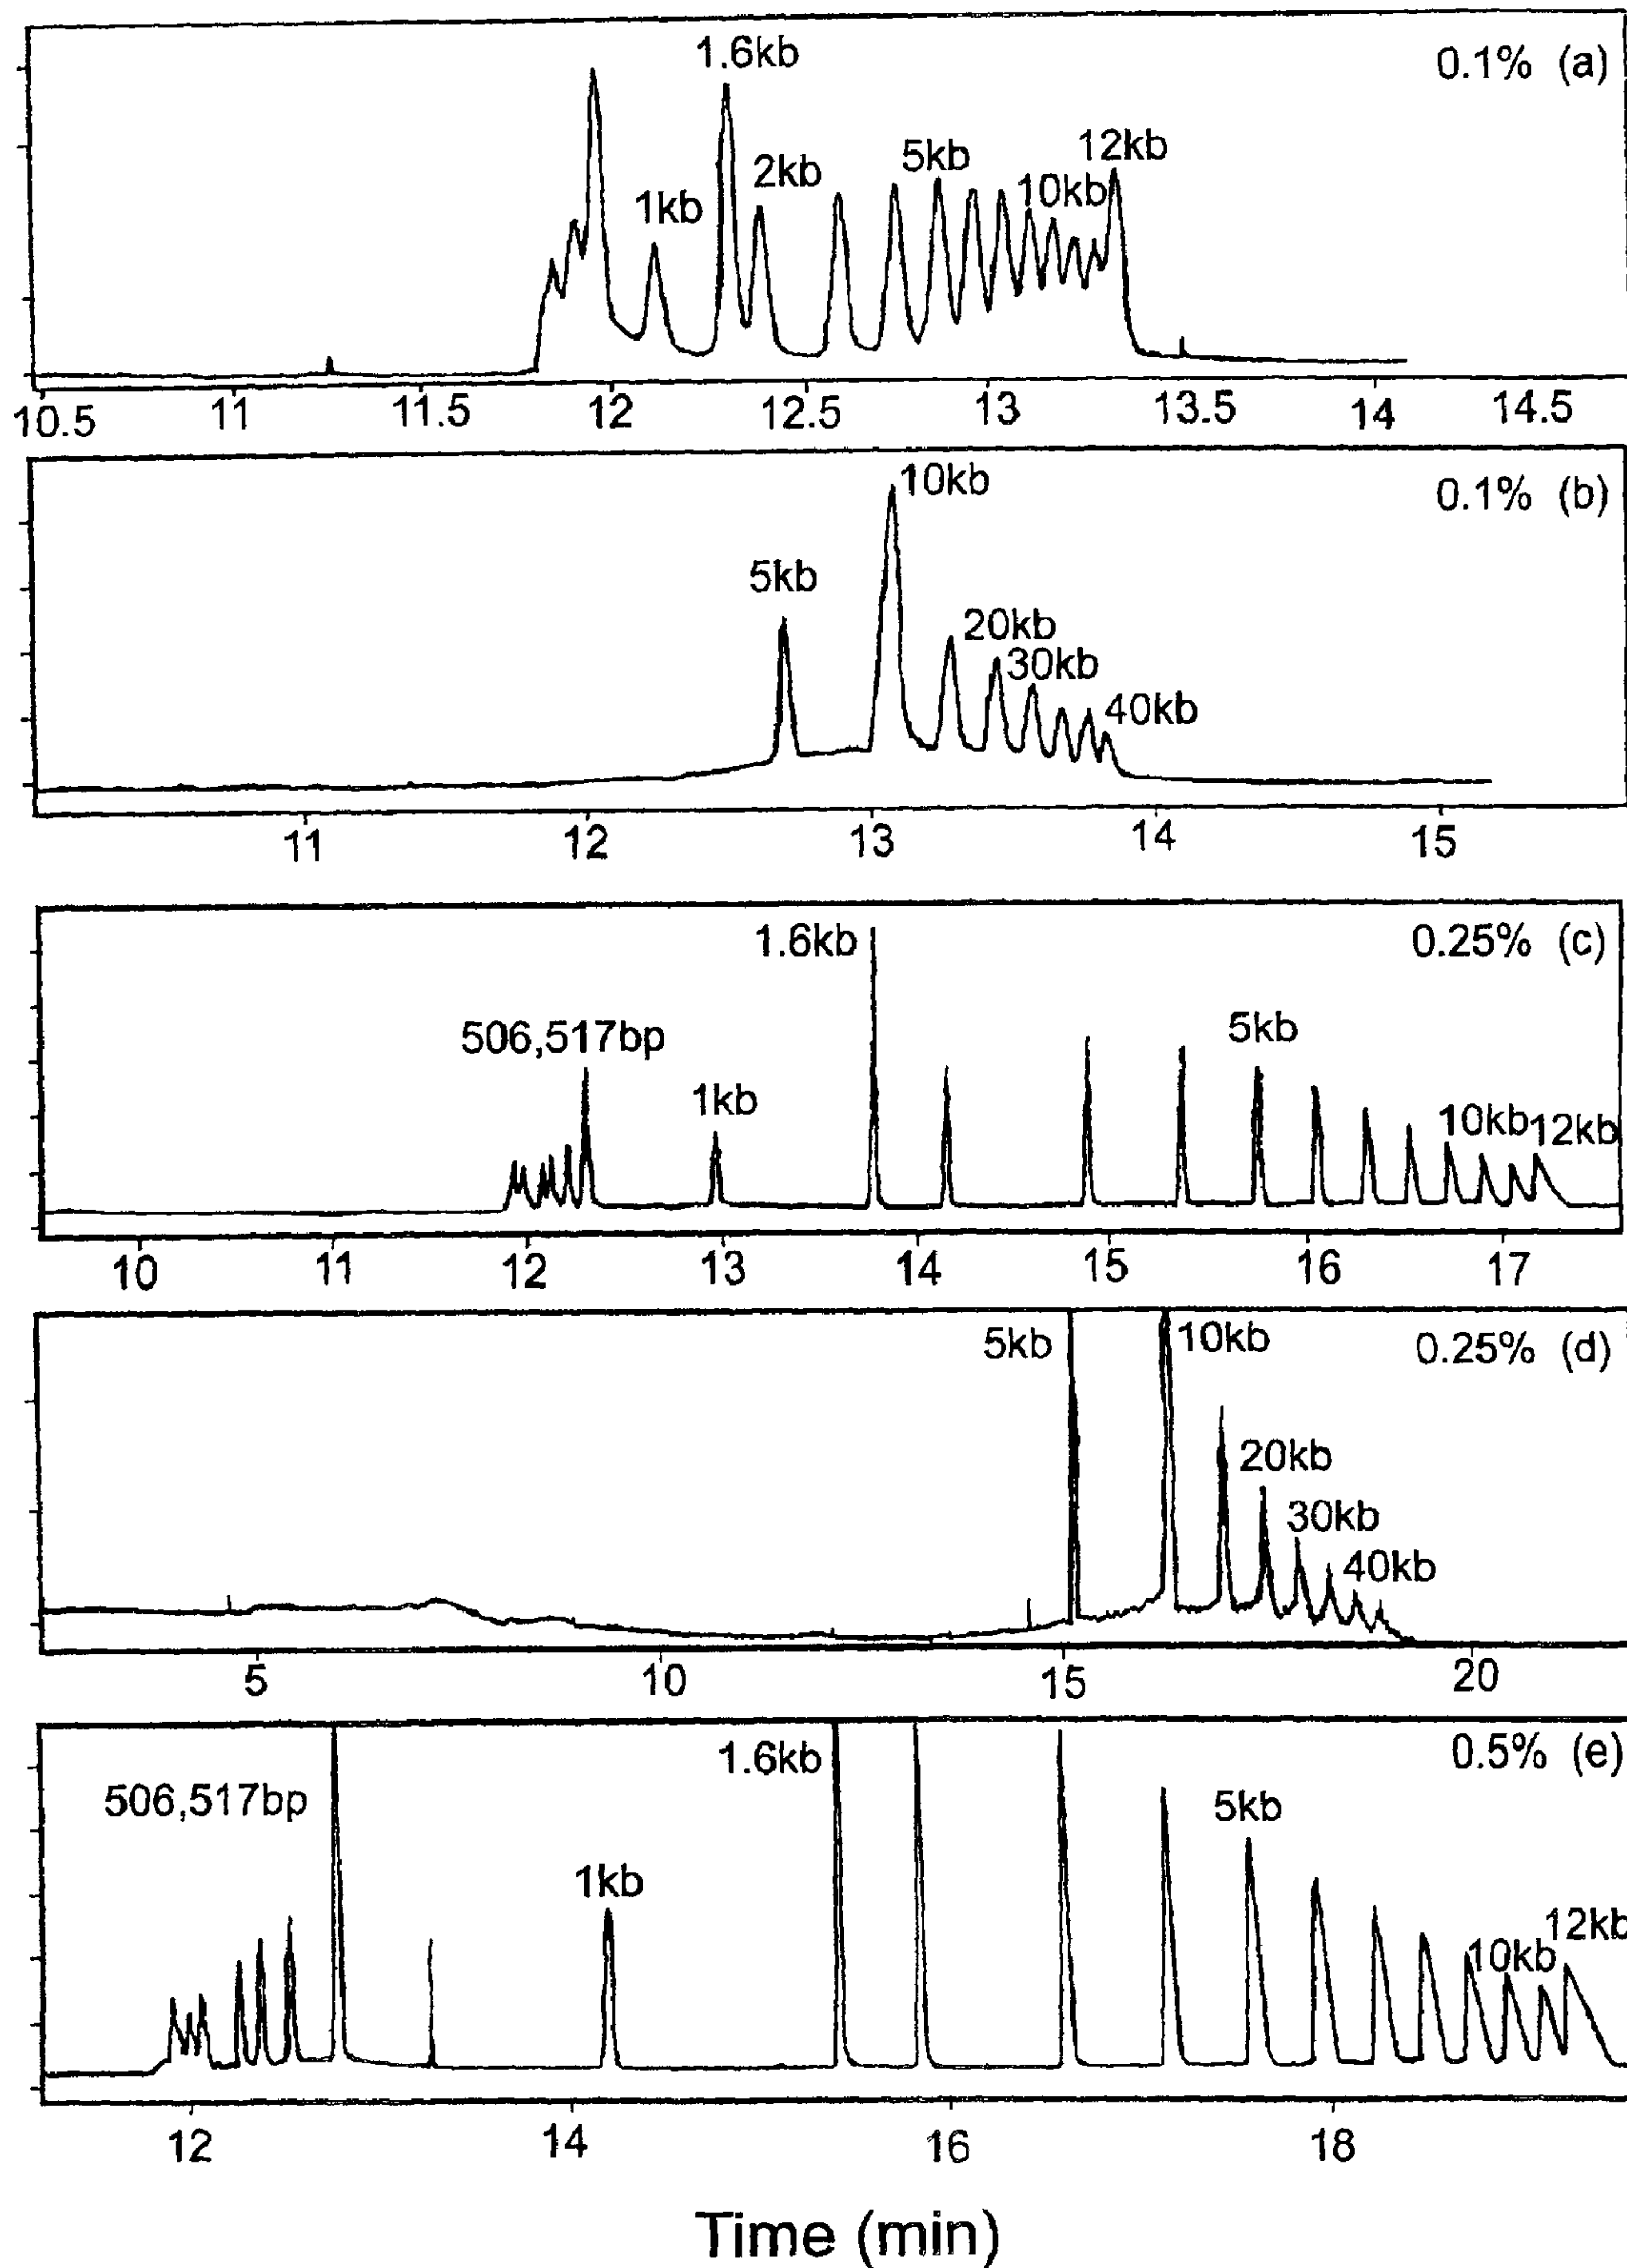 0.1% (a)
1.6kb
12kb
5kb
2kb
10kb
1kb
10.5 11 11.5 12 12.5 13 13.5 14 14.5
0.1% (b)
10kb
5kb
20kb
30kb
40kb
11 12 13 14 15
0.25% (c)
1.6kb
506,517bp
5kb
1kb
10kb 12kb
10 11 12 13 14 15 16 17
0.25% (d)
5kb 10kb
20kb
30kb
40kb
5 10 15 20
0.5% (e)
1.6kb
506,517bp
5kb
1kb
12kb
10kb
12 14 16 18
Time (min)